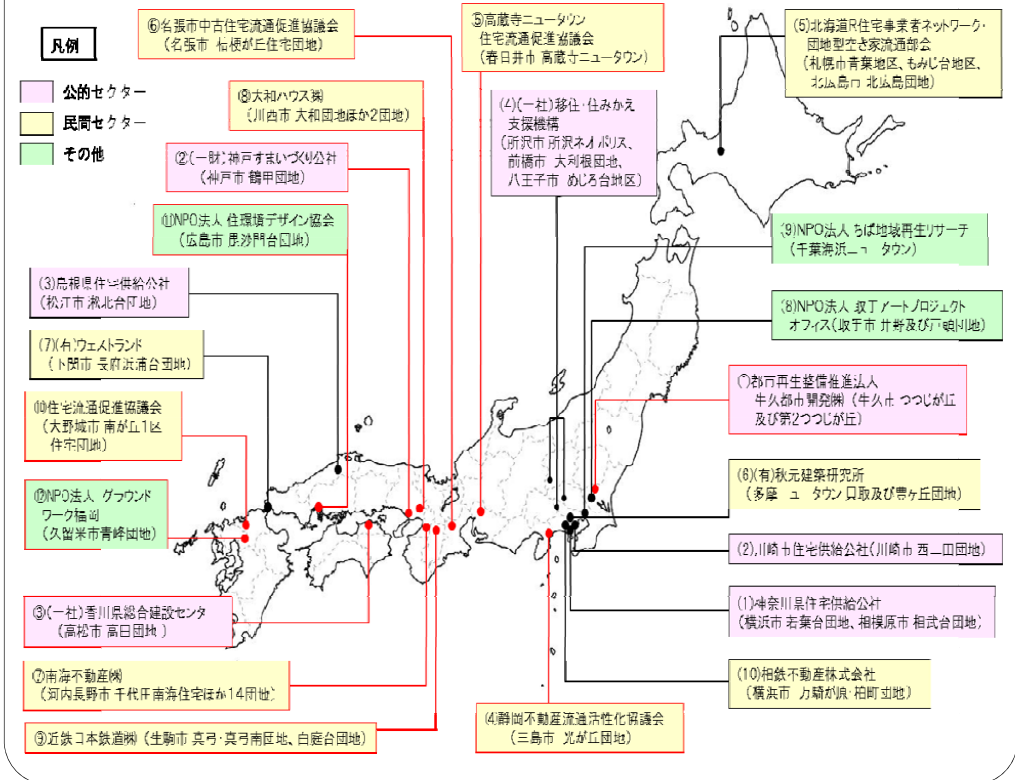 凡例
公的セクター
民間セクター
その他
⑥名張市中古住宅流通促進協議会
(名張市 桔梗が丘住宅団地)
⑤高蔵寺ニュータウン
住宅流通促進協議会
(春日井市 高蔵寺ニュータウン)
(5)北海道R住宅事業者ネットワーク・
団地型空き家流通部会
(札幌市青葉地区、もみじ台地区、
北広島市 北広島団地)
⑧大和ハウス㈱
(川西市 大和団地ほか2団地)
(4)(一社)移住・住みかえ
支援機構
(所沢市 所沢ネオポリス、
前橋市 大利根団地、
八王子市 めじろ台地区)
②(一財)神戸すまいづくり公社
(神戸市 鶴甲団地)
⑪NPO法人 住環境デザイン協会
(広島市 毘沙門台団地)
(9)NPO法人 ちば地域再生リサーチ
(千葉海浜ニュータウン)
(3)島根県住宅供給公社
(松江市 淞北台団地)
(8)NPO法人 取手アートプロジェクト
オフィス(取手市 井野及び戸頭団地)
(7)(有)ウェストランド
(下関市 長府浜浦台団地)
都市再生整備推進法人
牛久都市開発㈱ (牛久市 つつじが丘
及び第2つつじが丘)
⑩住宅流通促進協議会
(大野城市 南が丘1区
住宅団地)
(6)(有)秋元建築研究所
(多摩ニュータウン 及び豊ヶ丘団地)
⑫NPO法人 グラウンド
ワーク福岡
(久留米市青峰団地)
(2)川崎市住宅供給公社(川崎市 西三田団地)
③(一社)香川県総合建設センタ
(高松市 高日団地)
(1)神奈川県住宅供給公社
(横浜市 若葉台団地、相模原市 相武台団地)
⑦南海不動産㈱
(河内長野市 千代田南海住宅ほか14団地)
(10)相鉄不動産株式会社
(横浜市 万騎が原・柏町団地)
(4)静岡不動産流通活性化協議会
(三島市 光が丘団地)
⑨近鉄日本鉄道㈱ (生駒市 真弓・真弓南団地、白庭台団地)